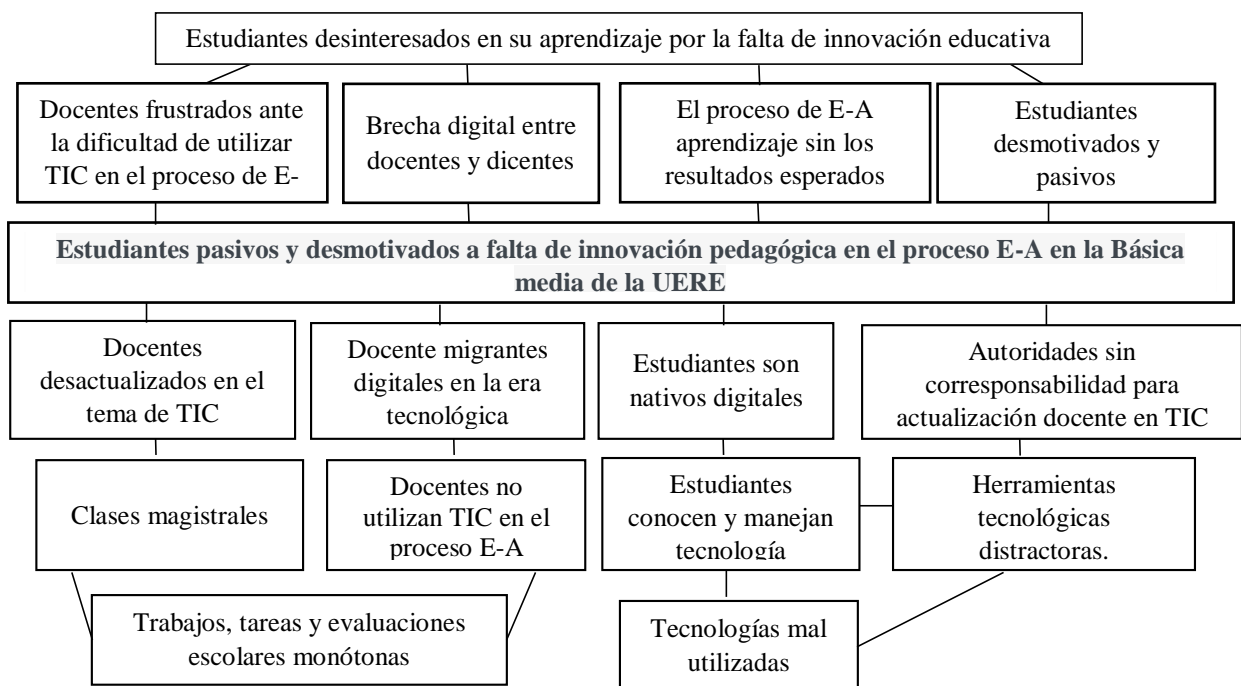 Estudiantes desinteresados en su aprendizaje por la falta de innovación educativa
Docentes frustrados ante
la dificultad de utilizar
TIC en el proceso de E-
Brecha digital entre
docentes y dicentes
El proceso de E-A
aprendizaje sin los
resultados esperados
Estudiantes
desmotivados y
pasivos
Estudiantes pasivos y desmotivados a falta de innovación pedagógica en el proceso E-A en la Básica
media de la UERE
Docentes
desactualizados en el
tema de TIC
Docente migrantes
digitales en la era
tecnológica
Estudiantes son
nativos digitales
Autoridades sin
corresponsabilidad para
actualización docente en TIC
Clases magistrales
Docentes no
utilizan TIC en el
proceso E-A
Estudiantes
conocen y manejan
tecnología
Herramientas
tecnológicas
distractoras.
Trabajos, tareas y evaluaciones
escolares monótonas
Tecnologías mal
utilizadas